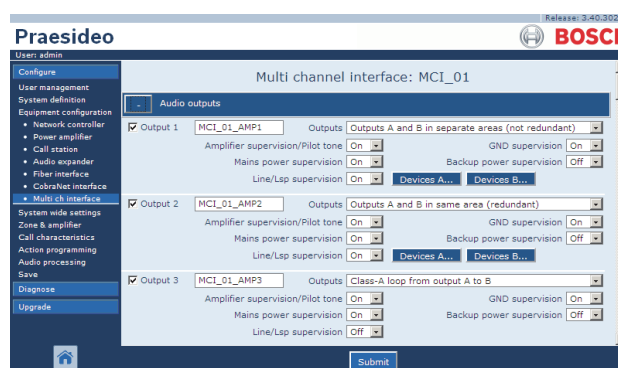 Release: 3.40.302
Praesideo
BOSCH
User: admin
Configure
User management
System definition
Equipment configuration
• Network controller
• Power amplifier
• Call station
• Audio expander
• Fiber interface
• CobraNet interface
• Multi ch interface
System wide settings
Zone & amplifier
Call characteristics
Action programming
Audio processing
Save
Diagnose
Upgrade
Multi channel interface: MCI_01
- Audio outputs
Output 1 MCI_01_AMP1 Outputs Outputs A and B in separate areas (not redundant)
Amplifier supervision/Pilot tone On GND supervision On
Mains power supervision On Backup power supervision Off
Line/Lsp supervision On Devices A... Devices B...
Output 2 MCI_01_AMP2 Outputs Outputs A and B in same area (redundant)
Amplifier supervision/Pilot tone On GND supervision On
Mains power supervision On Backup power supervision Off
Line/Lsp supervision On Devices A... Devices B...
Output 3 MCI_01_AMP3 Outputs Class-A loop from output A to B
Amplifier supervision/Pilot tone On GND supervision On
Mains power supervision On Backup power supervision Off
Line/Lsp supervision Off
Submit